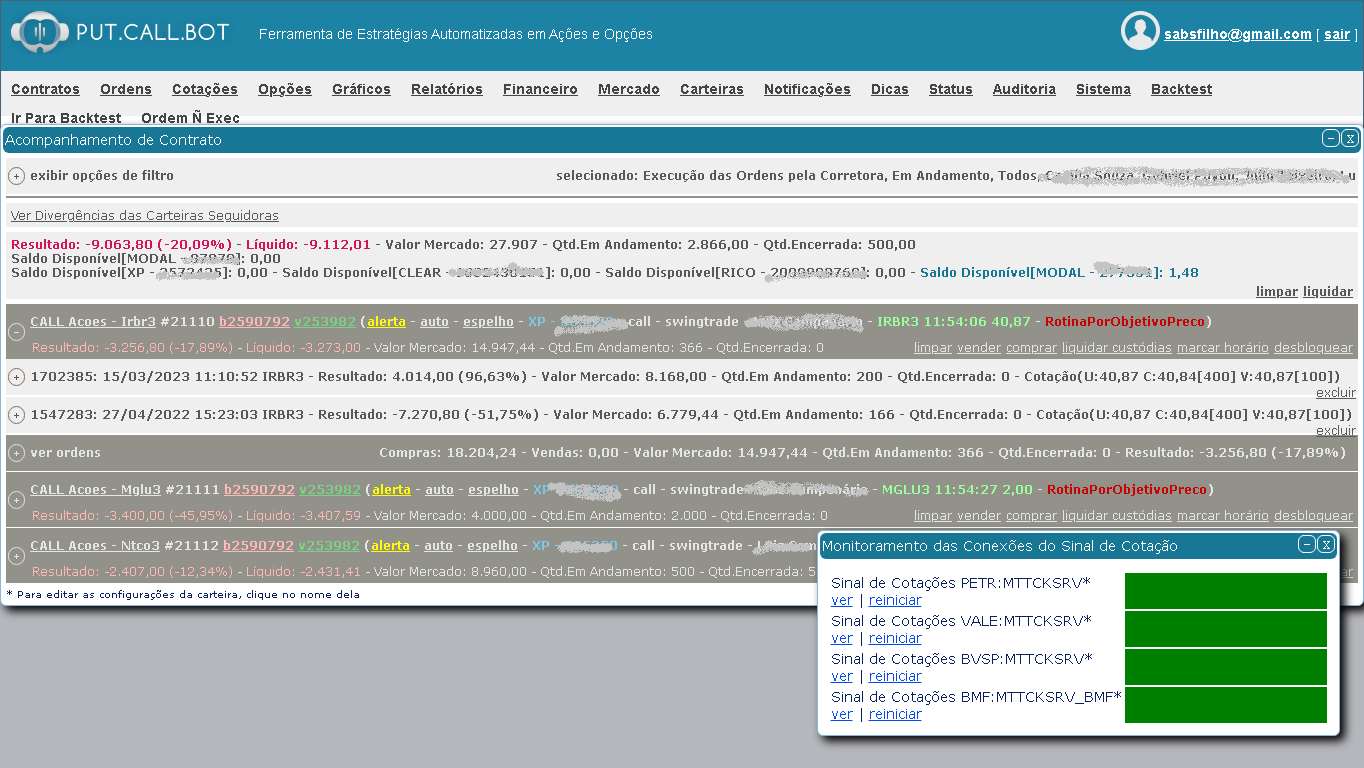 PUT.CALL.BOT
Ferramenta de Estratégias Automatizadas em Ações e Opções
sabsfilho@gmail.com [ sair ]
Contratos Ordens Cotações Opções Gráficos Relatórios Financeiro Mercado Carteiras Notificações Dicas Status Auditoria Sistema Backtest
Ir Para Backtest Ordem Ñ Exec
Acompanhamento de Contrato
exibir opções de filtro selecionado: Execução das Ordens pela Corretora, Em Andamento, Todos, Lu
Ver Divergências das Carteiras Seguidoras
Resultado: -9.063,80 (-20,09%) - Líquido: -9.112,01 - Valor Mercado: 27.907 - Qtd.Em Andamento: 2.866,00 - Qtd.Encerrada: 500,00
Saldo Disponível[MODAL - ]: 0,00
Saldo Disponível[XP - ]: 0,00 - Saldo Disponível[CLEAR - ]: 0,00 - Saldo Disponível[RICO - ]: 0,00 - Saldo Disponível[MODAL - ]: 1,48
limpar liquidar
CALL Acoes - Irbr3 #21110 b2590792 v253982 (alerta - auto - espelho - XP - call - swingtrade - IRBR3 11:54:06 40,87 - RotinaPorObjetivoPreco)
Resultado: -3.256,80 (-17,89%) - Líquido: -3.273,00 - Valor Mercado: 14.947,44 - Qtd.Em Andamento: 366 - Qtd.Encerrada: 0 limpar vender comprar liquidar custódias marcar horário desbloquear
1702385: 15/03/2023 11:10:52 IRBR3 - Resultado: 4.014,00 (96,63%) - Valor Mercado: 8.168,00 - Qtd.Em Andamento: 200 - Qtd.Encerrada: 0 - Cotação(U:40,87 C:40,84[400] V:40,87[100])
excluir
1547283: 27/04/2022 15:23:03 IRBR3 - Resultado: -7.270,80 (-51,75%) - Valor Mercado: 6.779,44 - Qtd.Em Andamento: 166 - Qtd.Encerrada: 0 - Cotação(U:40,87 C:40,84[400] V:40,87[100])
excluir
ver ordens Compras: 18.204,24 - Vendas: 0,00 - Valor Mercado: 14.947,44 - Qtd.Em Andamento: 366 - Qtd.Encerrada: 0 - Resultado: -3.256,80 (-17,89%)
CALL Acoes - Mglu3 #21111 b2590792 v253982 (alerta - auto - espelho - XP - call - swingtrade - MGLU3 11:54:27 2,00 - RotinaPorObjetivoPreco)
Resultado: -3.400,00 (-45,95%) - Líquido: -3.407,59 - Valor Mercado: 4.000,00 - Qtd.Em Andamento: 2.000 - Qtd.Encerrada: 0 limpar vender comprar liquidar custódias marcar horário desbloquear
CALL Acoes - Ntco3 #21112 b2590792 v253982 (alerta - auto - espelho - XP - call - swingtrade -
Resultado: -2.407,00 (-12,34%) - Líquido: -2.431,41 - Valor Mercado: 8.960,00 - Qtd.Em Andamento: 500 - Qtd.Encerrada: 5
* Para editar as configurações da carteira, clique no nome dela
Monitoramento das Conexões do Sinal de Cotação
Sinal de Cotações PETR:MTTCKSRV*
ver | reiniciar
Sinal de Cotações VALE:MTTCKSRV*
ver | reiniciar
Sinal de Cotações BVSP:MTTCKSRV*
ver | reiniciar
Sinal de Cotações BMF:MTTCKSRV_BMF*
ver | reiniciar